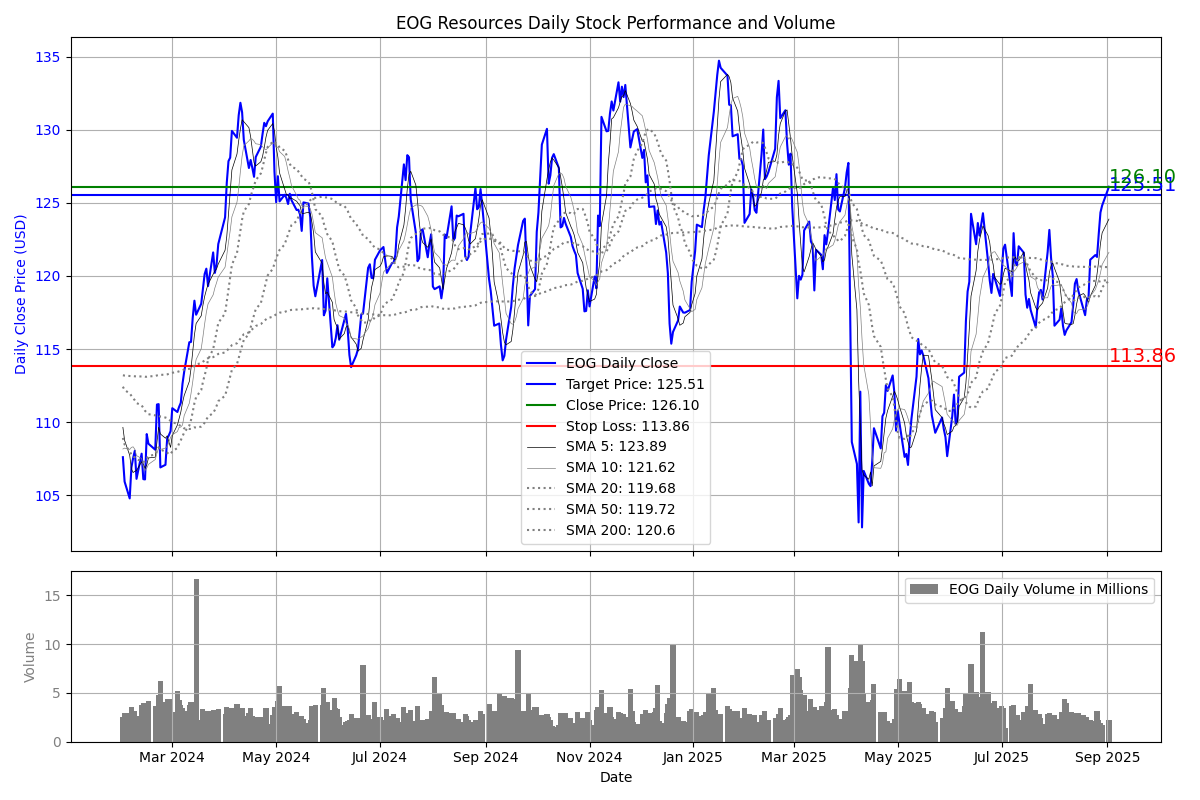 EOG Resources Daily Stock Performance and Volume
Daily Close Price (USD)
135
130
125
120
115
110
105
126.10
125.51
113.86
EOG Daily Close
Target Price: 125.51
Close Price: 126.10
Stop Loss: 113.86
SMA 5: 123.89
SMA 10: 121.62
SMA 20: 119.68
SMA 50: 119.72
SMA 200: 120.6
Volume
15
10
5
0
EOG Daily Volume in Millions
Mar 2024
May 2024
Jul 2024
Sep 2024
Nov 2024
Jan 2025
Mar 2025
May 2025
Jul 2025
Sep 2025
Date